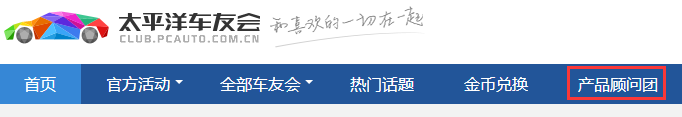 太平洋车友会 和喜欢的一切在一起
CLUB.PCAUTO.COM.CN
首页 官方活动 全部车友会 热门话题 金币兑换 产品顾问团